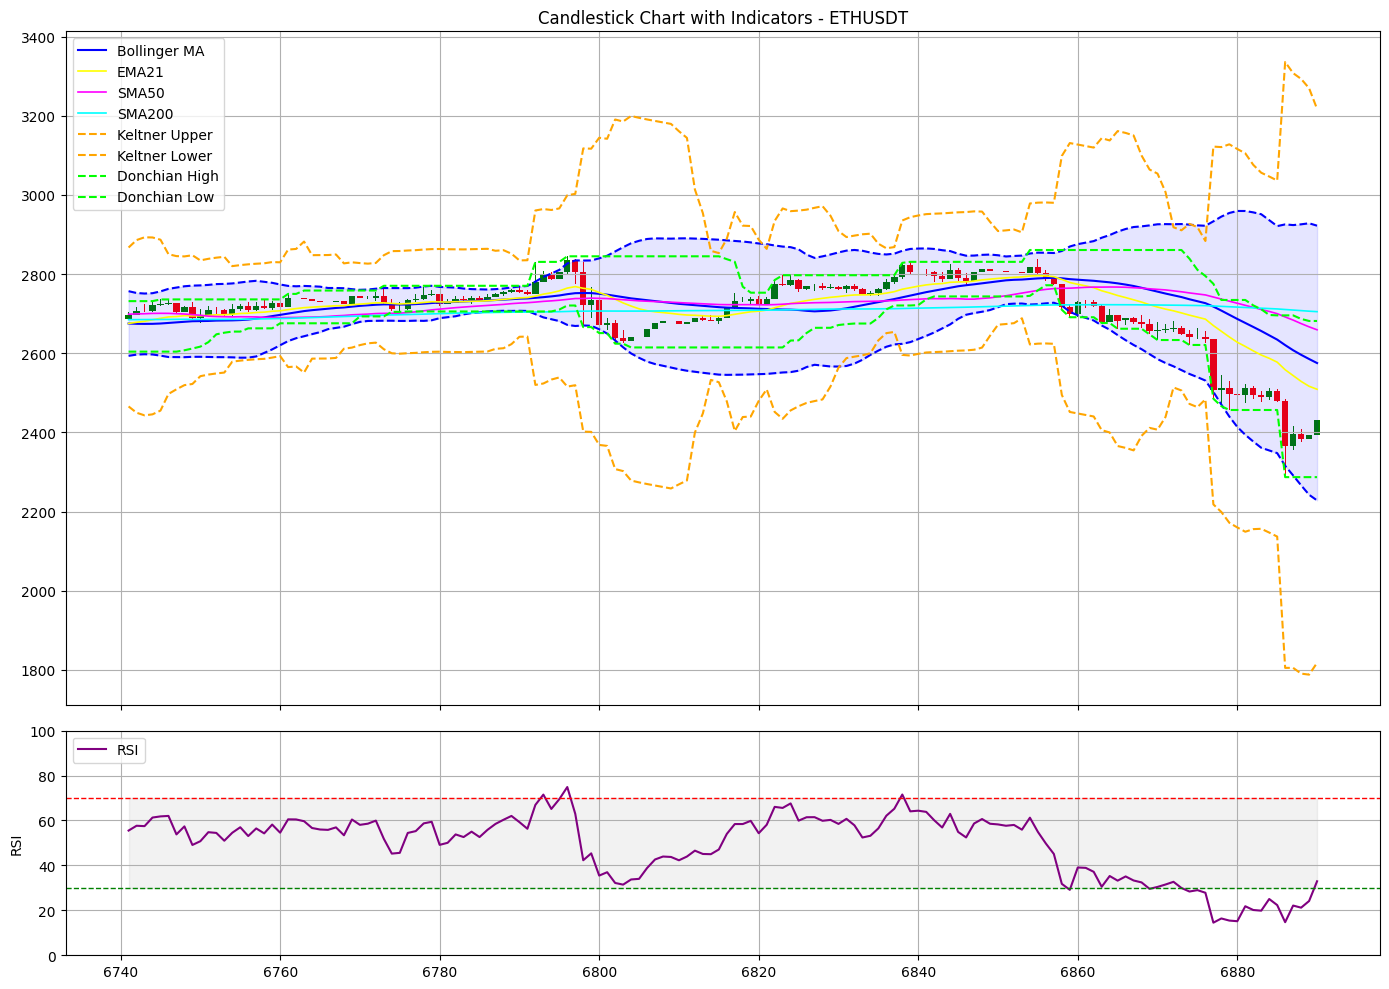 Candlestick Chart with Indicators - ETHUSDT
3400
3200
3000
2800
2600
2400
2200
2000
1800
Bollinger MA
EMA21
SMA50
SMA200
Keltner Upper
Keltner Lower
Donchian High
Donchian Low
RSI
100
80
60
40
20
0
RSI
6740
6760
6780
6800
6820
6840
6860
6880